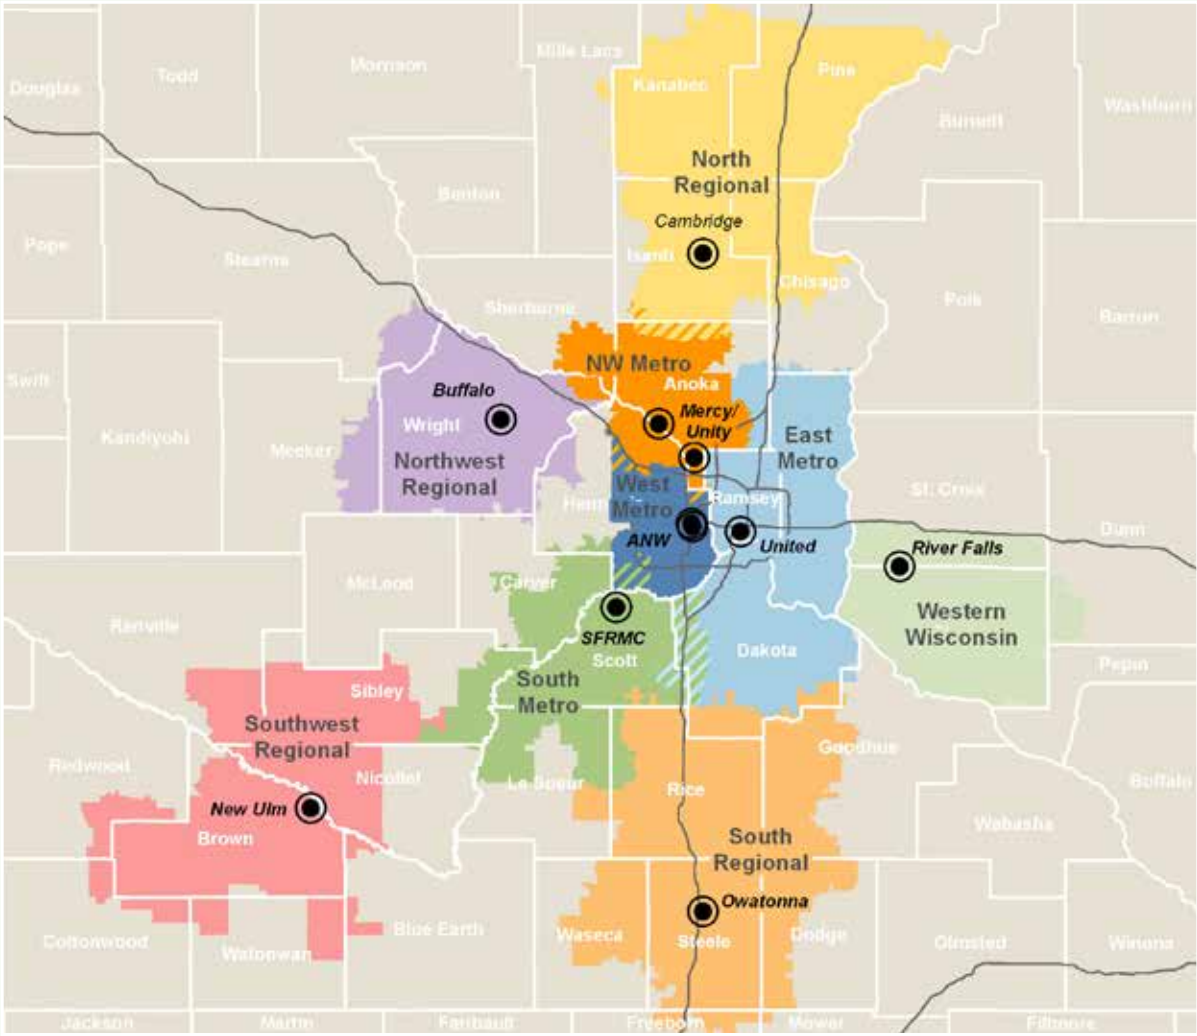 Mille Lacs
Pine
Morrison
Todd
Kanabec
Douglas
Washburn
Burnett
North
Regional
Benton
Cambridge
Pope
Stearns
Isanti
Chisago
Polk
Sherburne
Barron
NW Metro
Swift
Anoka
Buffalo
Mercy/
Unity
Wright
Kandiyohi
East
Metro
Meeker
Northwest
Regional
West
Metro
St. Croix
Ramsey
Henn
Dunn
ANW
United
River Falls
Carver
McLeod
Western
Wisconsin
Renville
SFRMC
Scott
Dakota
Pepin
South
Metro
Sibley
Southwest
Regional
Goodhue
Redwood
Nicollet
Le Sueur
Buffalo
Rice
New Ulm
Wabasha
Brown
South
Regional
Owatonna
Blue Earth
Waseca
Steele
Dodge
Cottonwood
Watonwan
Olmsted
Winona
Jackson
Martin
Faribault
Freeborn
Mower
Fillmore